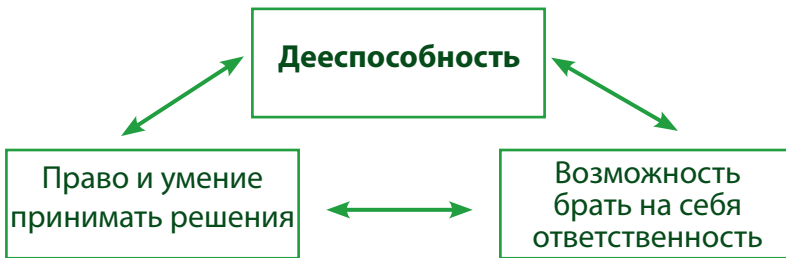 Дееспособность
Право и умение
принимать решения
Возможность
брать на себя
ответственность